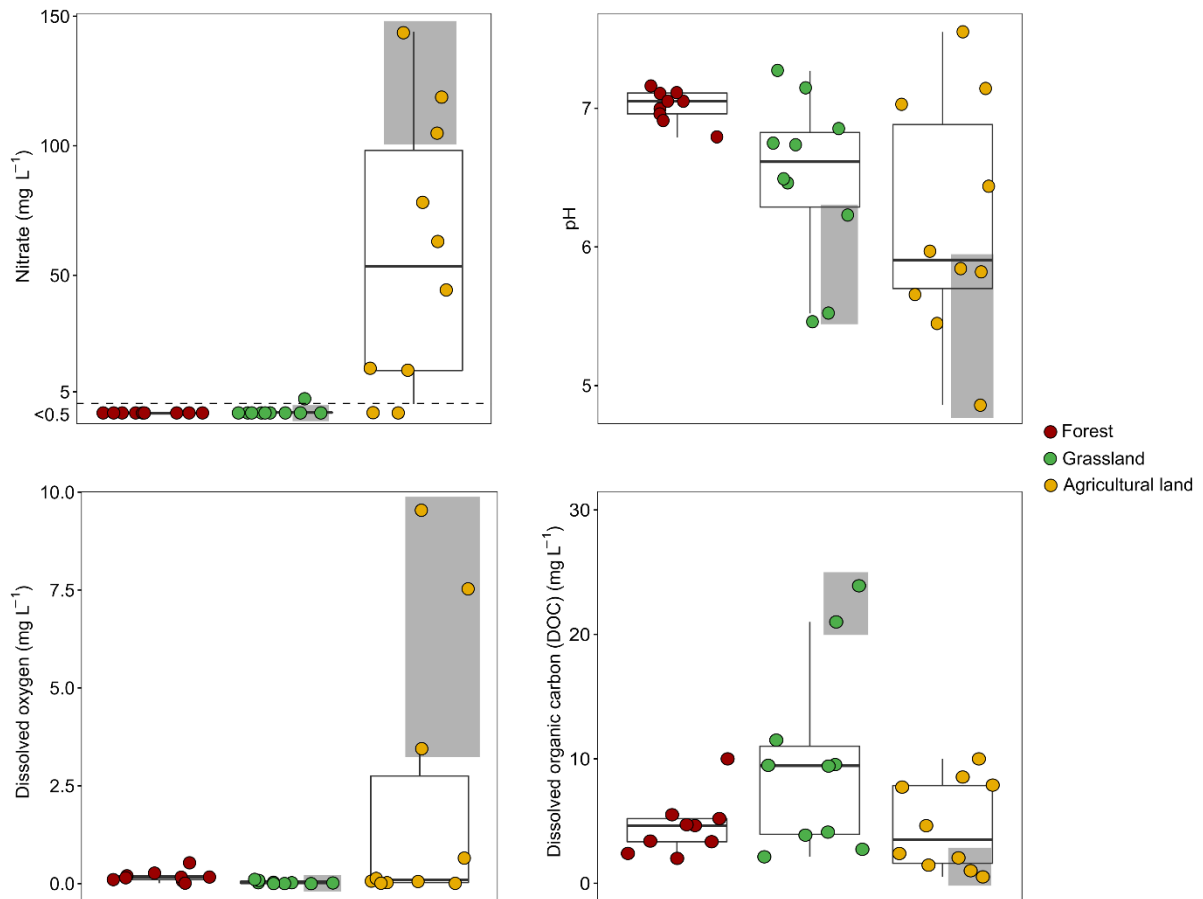 Nitrate (mg L⁻¹)
150
100
50
5
<0.5
pH
7
6
5
Forest
Grassland
Agricultural land
Dissolved oxygen (mg L⁻¹)
10.0
7.5
5.0
2.5
0.0
Dissolved organic carbon (DOC) (mg L⁻¹)
30
20
10
0